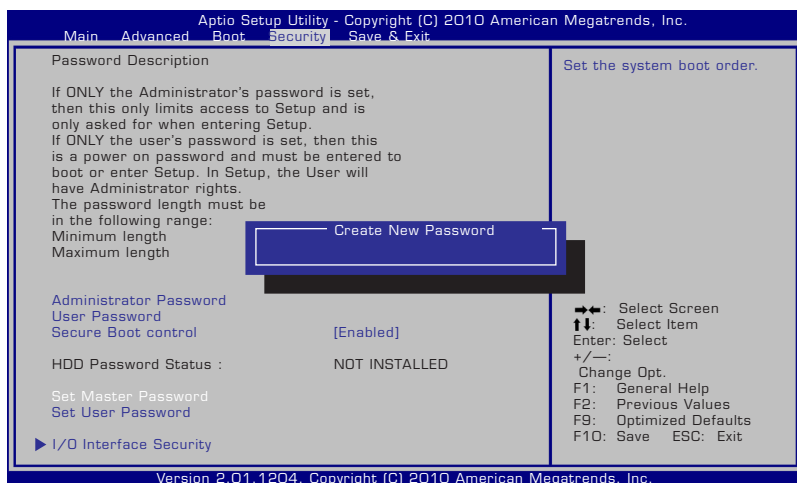 Aptio Setup Utility - Copyright (C) 2010 American Megatrends, Inc.
Main Advanced Boot Security Save & Exit
Password Description
If ONLY the Administrator's password is set,
then this only limits access to Setup and is
only asked for when entering Setup.
If ONLY the user's password is set, then this
is a power on password and must be entered to
boot or enter Setup. In Setup, the User will
have Administrator rights.
The password length must be
in the following range:
Minimum length
Maximum length
Create New Password
Administrator Password
User Password
Secure Boot control [Enabled]
HDD Password Status : NOT INSTALLED
Set Master Password
Set User Password
I/O Interface Security
Set the system boot order.
→←: Select Screen
↑↓: Select Item
Enter: Select
+/—:
Change Opt.
F1: General Help
F2: Previous Values
F9: Optimized Defaults
F10: Save ESC: Exit
Version 2.01.1204. Copyright (C) 2010 American Megatrends, Inc.